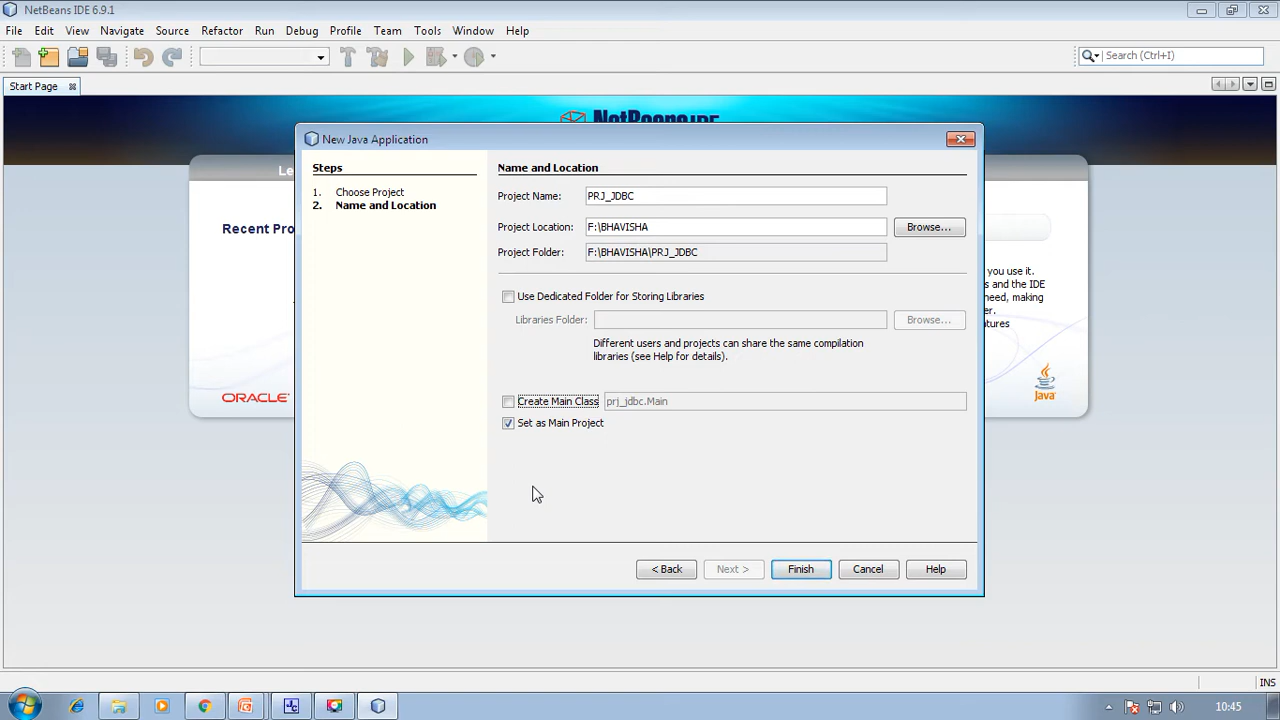 NetBeans IDE 6.9.1
File Edit View Navigate Source Refactor Run Debug Profile Team Tools Window Help
Search (Ctrl+I)
Start Page
NetBeans IDE
New Java Application
Steps
1. Choose Project
2. Name and Location
Name and Location
Project Name: PRJ_JDBC
Project Location: F:\BHAVISHA Browse...
Project Folder: F:\BHAVISHA\PRJ_JDBC
Use Dedicated Folder for Storing Libraries
Libraries Folder: Browse...
Different users and projects can share the same compilation
libraries (see Help for details).
Create Main Class prj_jdbc.Main
Set as Main Project
< Back Next > Finish Cancel Help
Le
Recent Pro
ORACLE
you use it.
s and the IDE
need, making
er.
atures
Java
INS
10:45